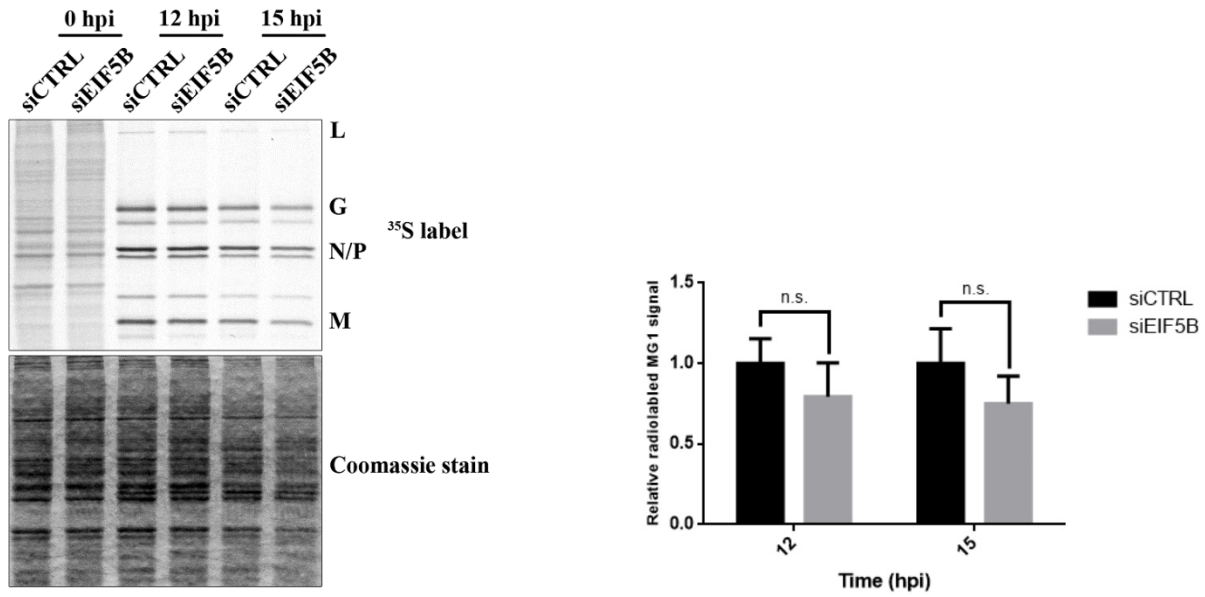 0 hpi 12 hpi 15 hpi
siCTRL siEIF5B siCTRL siEIF5B siCTRL siEIF5B
L
G
35S label
N/P
M
Coomassie stain
Relative radiolabled MG1 signal
1.5
1.0
0.5
0.0
n.s. n.s.
12 15
Time (hpi)
siCTRL
siEIF5B